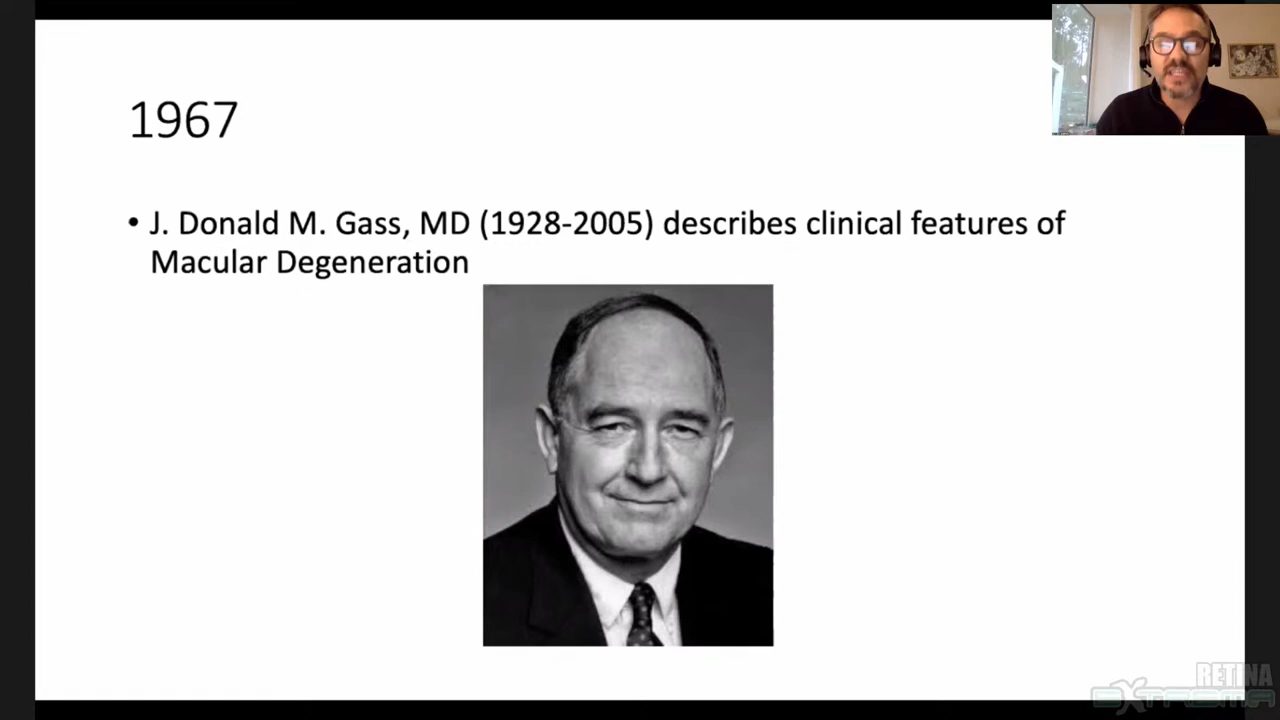 1967
• J. Donald M. Gass, MD (1928-2005) describes clinical features of
Macular Degeneration
RETINA
EXTREMA